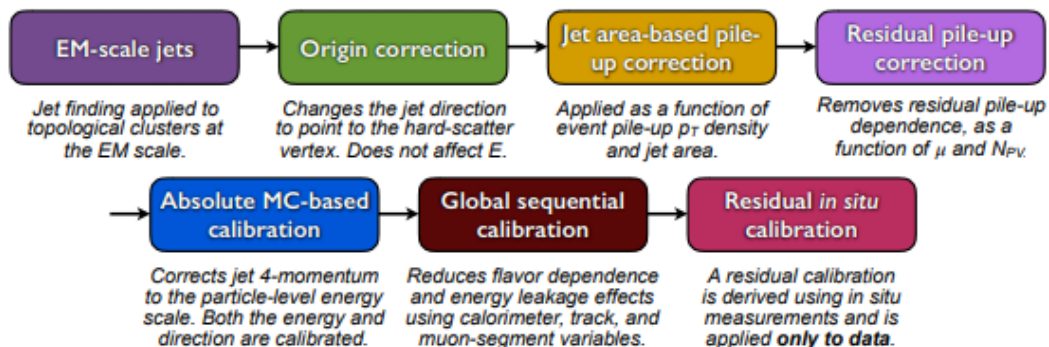 EM-scale jets
Jet finding applied to
topological clusters at
the EM scale.
Origin correction
Changes the jet direction
to point to the hard-scatter
vertex. Does not affect E.
Jet area-based pile-
up correction
Applied as a function of
event pile-up pT density
and jet area.
Residual pile-up
correction
Removes residual pile-up
dependence, as a
function of μ and NPV.
Absolute MC-based
calibration
Corrects jet 4-momentum
to the particle-level energy
scale. Both the energy and
direction are calibrated.
Global sequential
calibration
Reduces flavor dependence
and energy leakage effects
using calorimeter, track, and
muon-segment variables.
Residual in situ
calibration
A residual calibration
is derived using in situ
measurements and is
applied only to data.